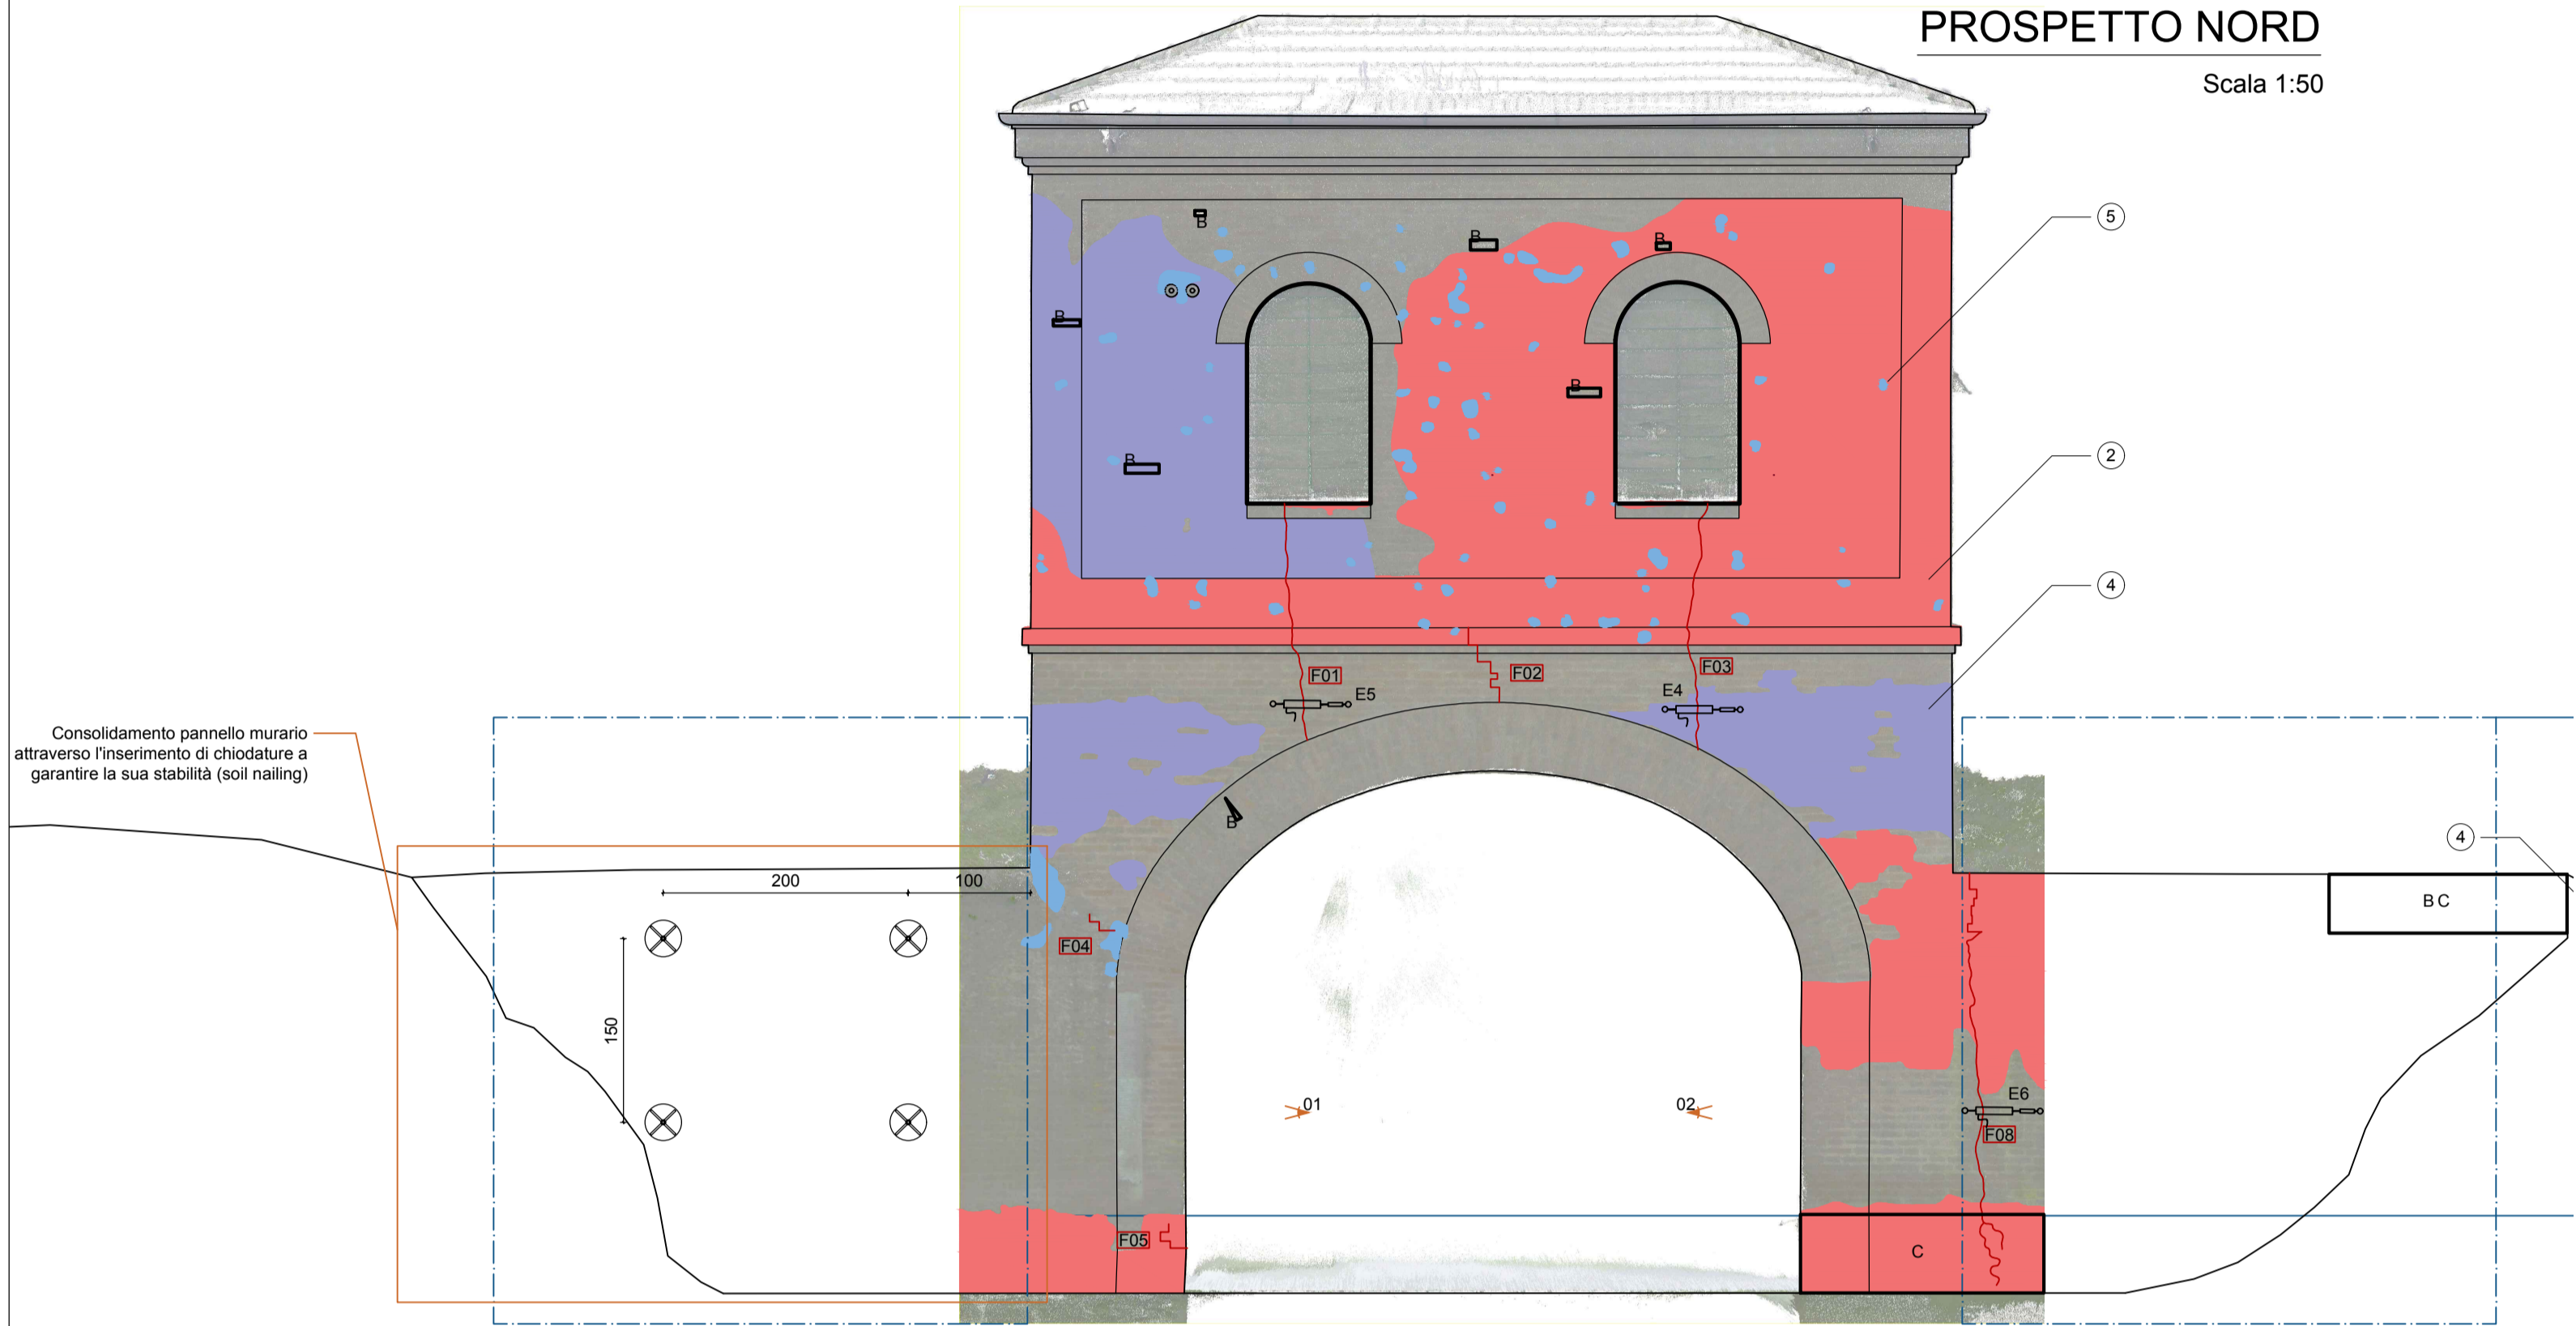 PROSPETTO NORD
Scala 1:50
5
B
B
B
B
B
2
B
4
F01
F02
F03
E5
E4
Consolidamento pannello murario
attraverso l'inserimento di chiodature a
garantire la sua stabilità (soil nailing)
B
4
200
100
B C
F04
150
E6
01
02
F08
F05
C